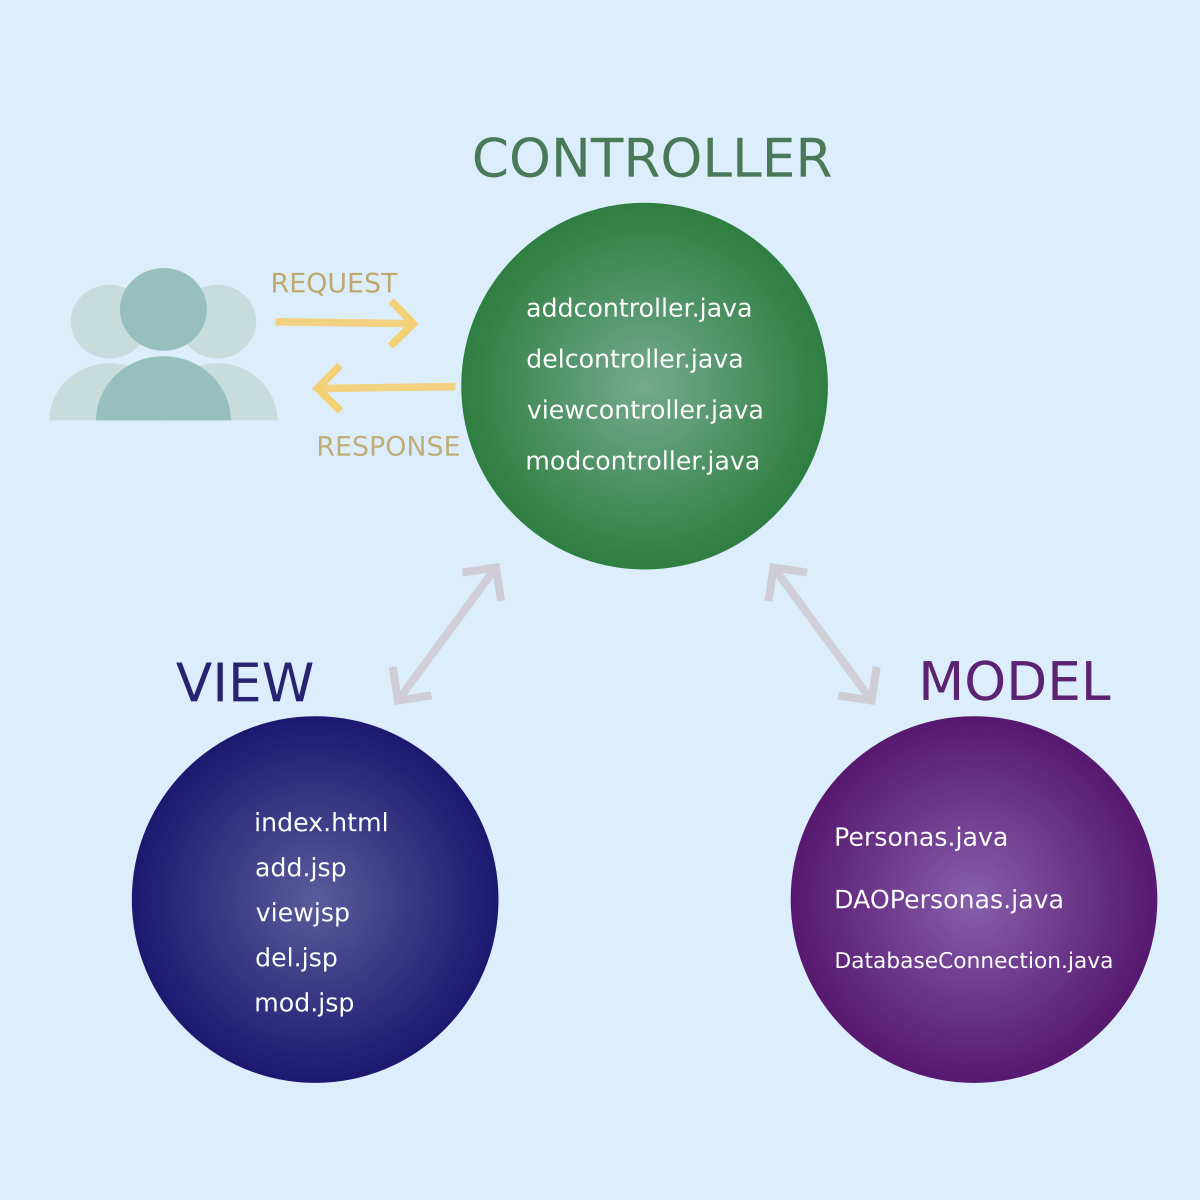 CONTROLLER
REQUEST
RESPONSE
addcontroller.java
delcontroller.java
viewcontroller.java
modcontroller.java
VIEW
index.html
add.jsp
viewjsp
del.jsp
mod.jsp
MODEL
Personas.java
DAOPersonas.java
DatabaseConnection.java